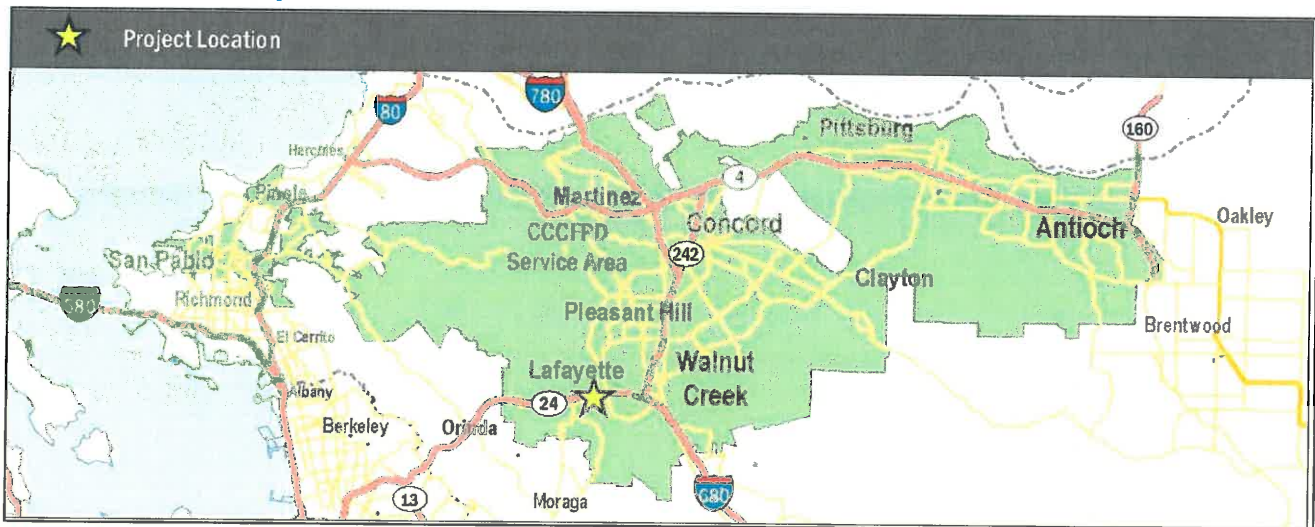 Project Location
80
780
160
Hercules
Pittsburg
Pinole
4
Martinez
Oakley
CCCFPD
Concord
Antioch
San Pablo
Service Area
242
Clayton
Richmond
580
Pleasant Hill
El Cerrito
Brentwood
Lafayette
Walnut
Creek
Albany
24
Berkeley
Orinda
680
13
Moraga